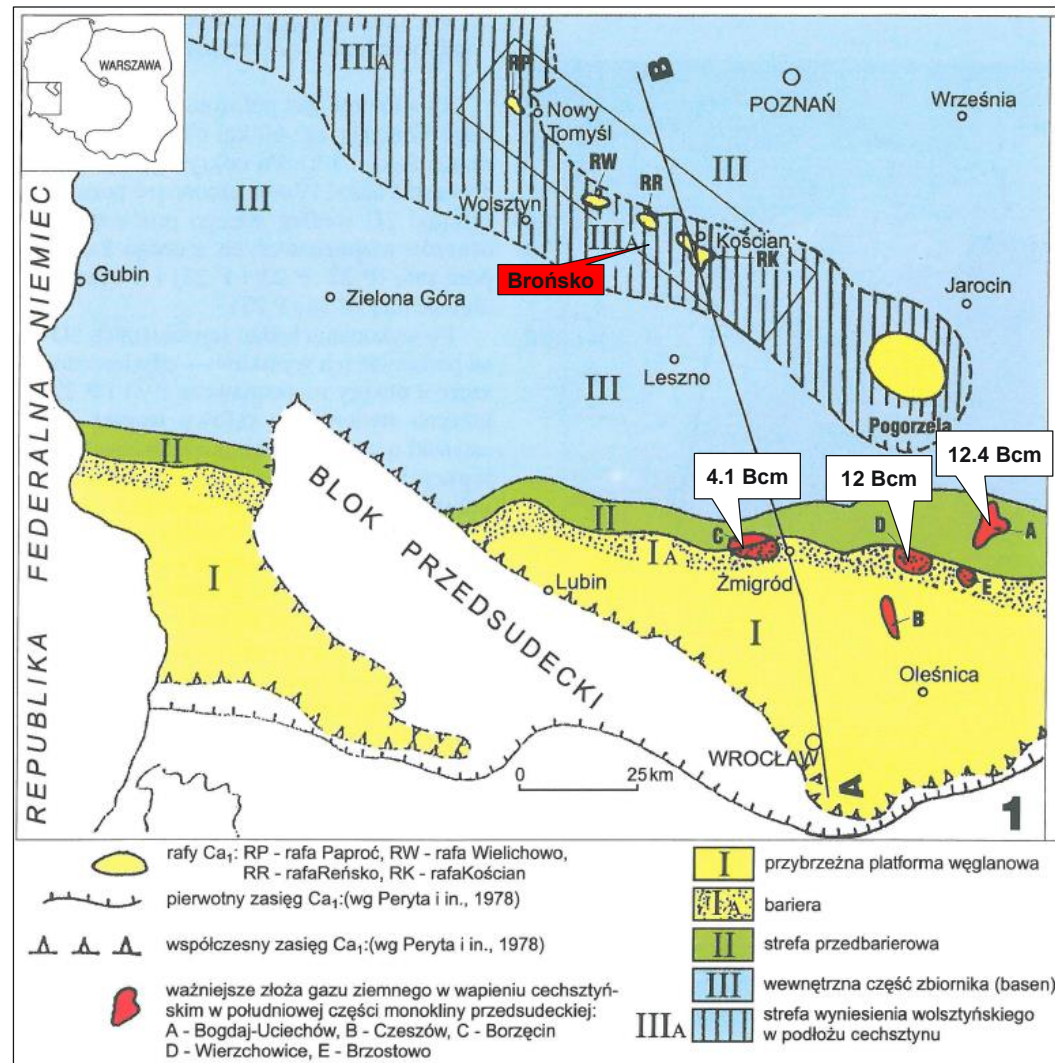 WARSZAWA
IIIA
RP
B
POZNAŃ
Września
Nowy
Tomyśl
RW
RR
III
III
Wolsztyn
IIIA
Kościan
RK
Brońsko
Gubin
Zielona Góra
Jarocin
III
Leszno
Pogorzela
REPUBLIKA FEDERALNA NIEMIEC
II
BLOK PRZEDSUDECKI
4.1 Bcm
12 Bcm
12.4 Bcm
II
C
D
A
IA
Żmigród
E
Lubin
I
I
B
Oleśnica
WROCŁAW
0 25 km
A
1
rafy Ca1: RP - rafa Paproć, RW - rafa Wielichowo,
RR - rafaReńsko, RK - rafaKościan
pierwotny zasięg Ca1:(wg Peryta i in., 1978)
współczesny zasięg Ca1:(wg Peryta i in., 1978)
ważniejsze złoża gazu ziemnego w wapieniu cechsztyń-
skim w południowej części monokliny przedsudeckiej:
A - Bogdaj-Uciechów, B - Czeszów, C - Borzęcin
D - Wierzchowice, E - Brzostowo
I przybrzeżna platforma węglanowa
IA bariera
II strefa przedbarierowa
III wewnętrzna część zbiornika (basen)
IIIA strefa wyniesienia wolsztyńskiego
w podłożu cechsztynu